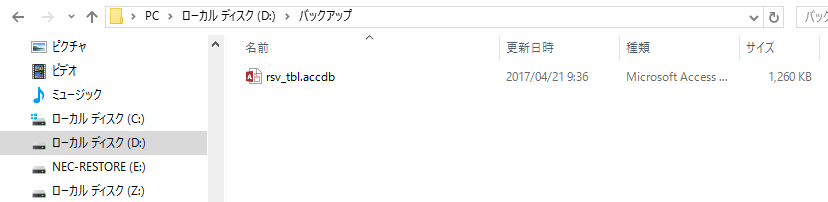 PC > ローカル ディスク (D:) > バックアップ
バッ
ピクチャ
ビデオ
ミュージック
ローカル ディスク (C:)
ローカル ディスク (D:)
NEC-RESTORE (E:)
ローカル ディスク (Z:)
名前 更新日時 種類 サイズ
rsv_tbl.accdb 2017/04/21 9:36 Microsoft Access ... 1,260 KB